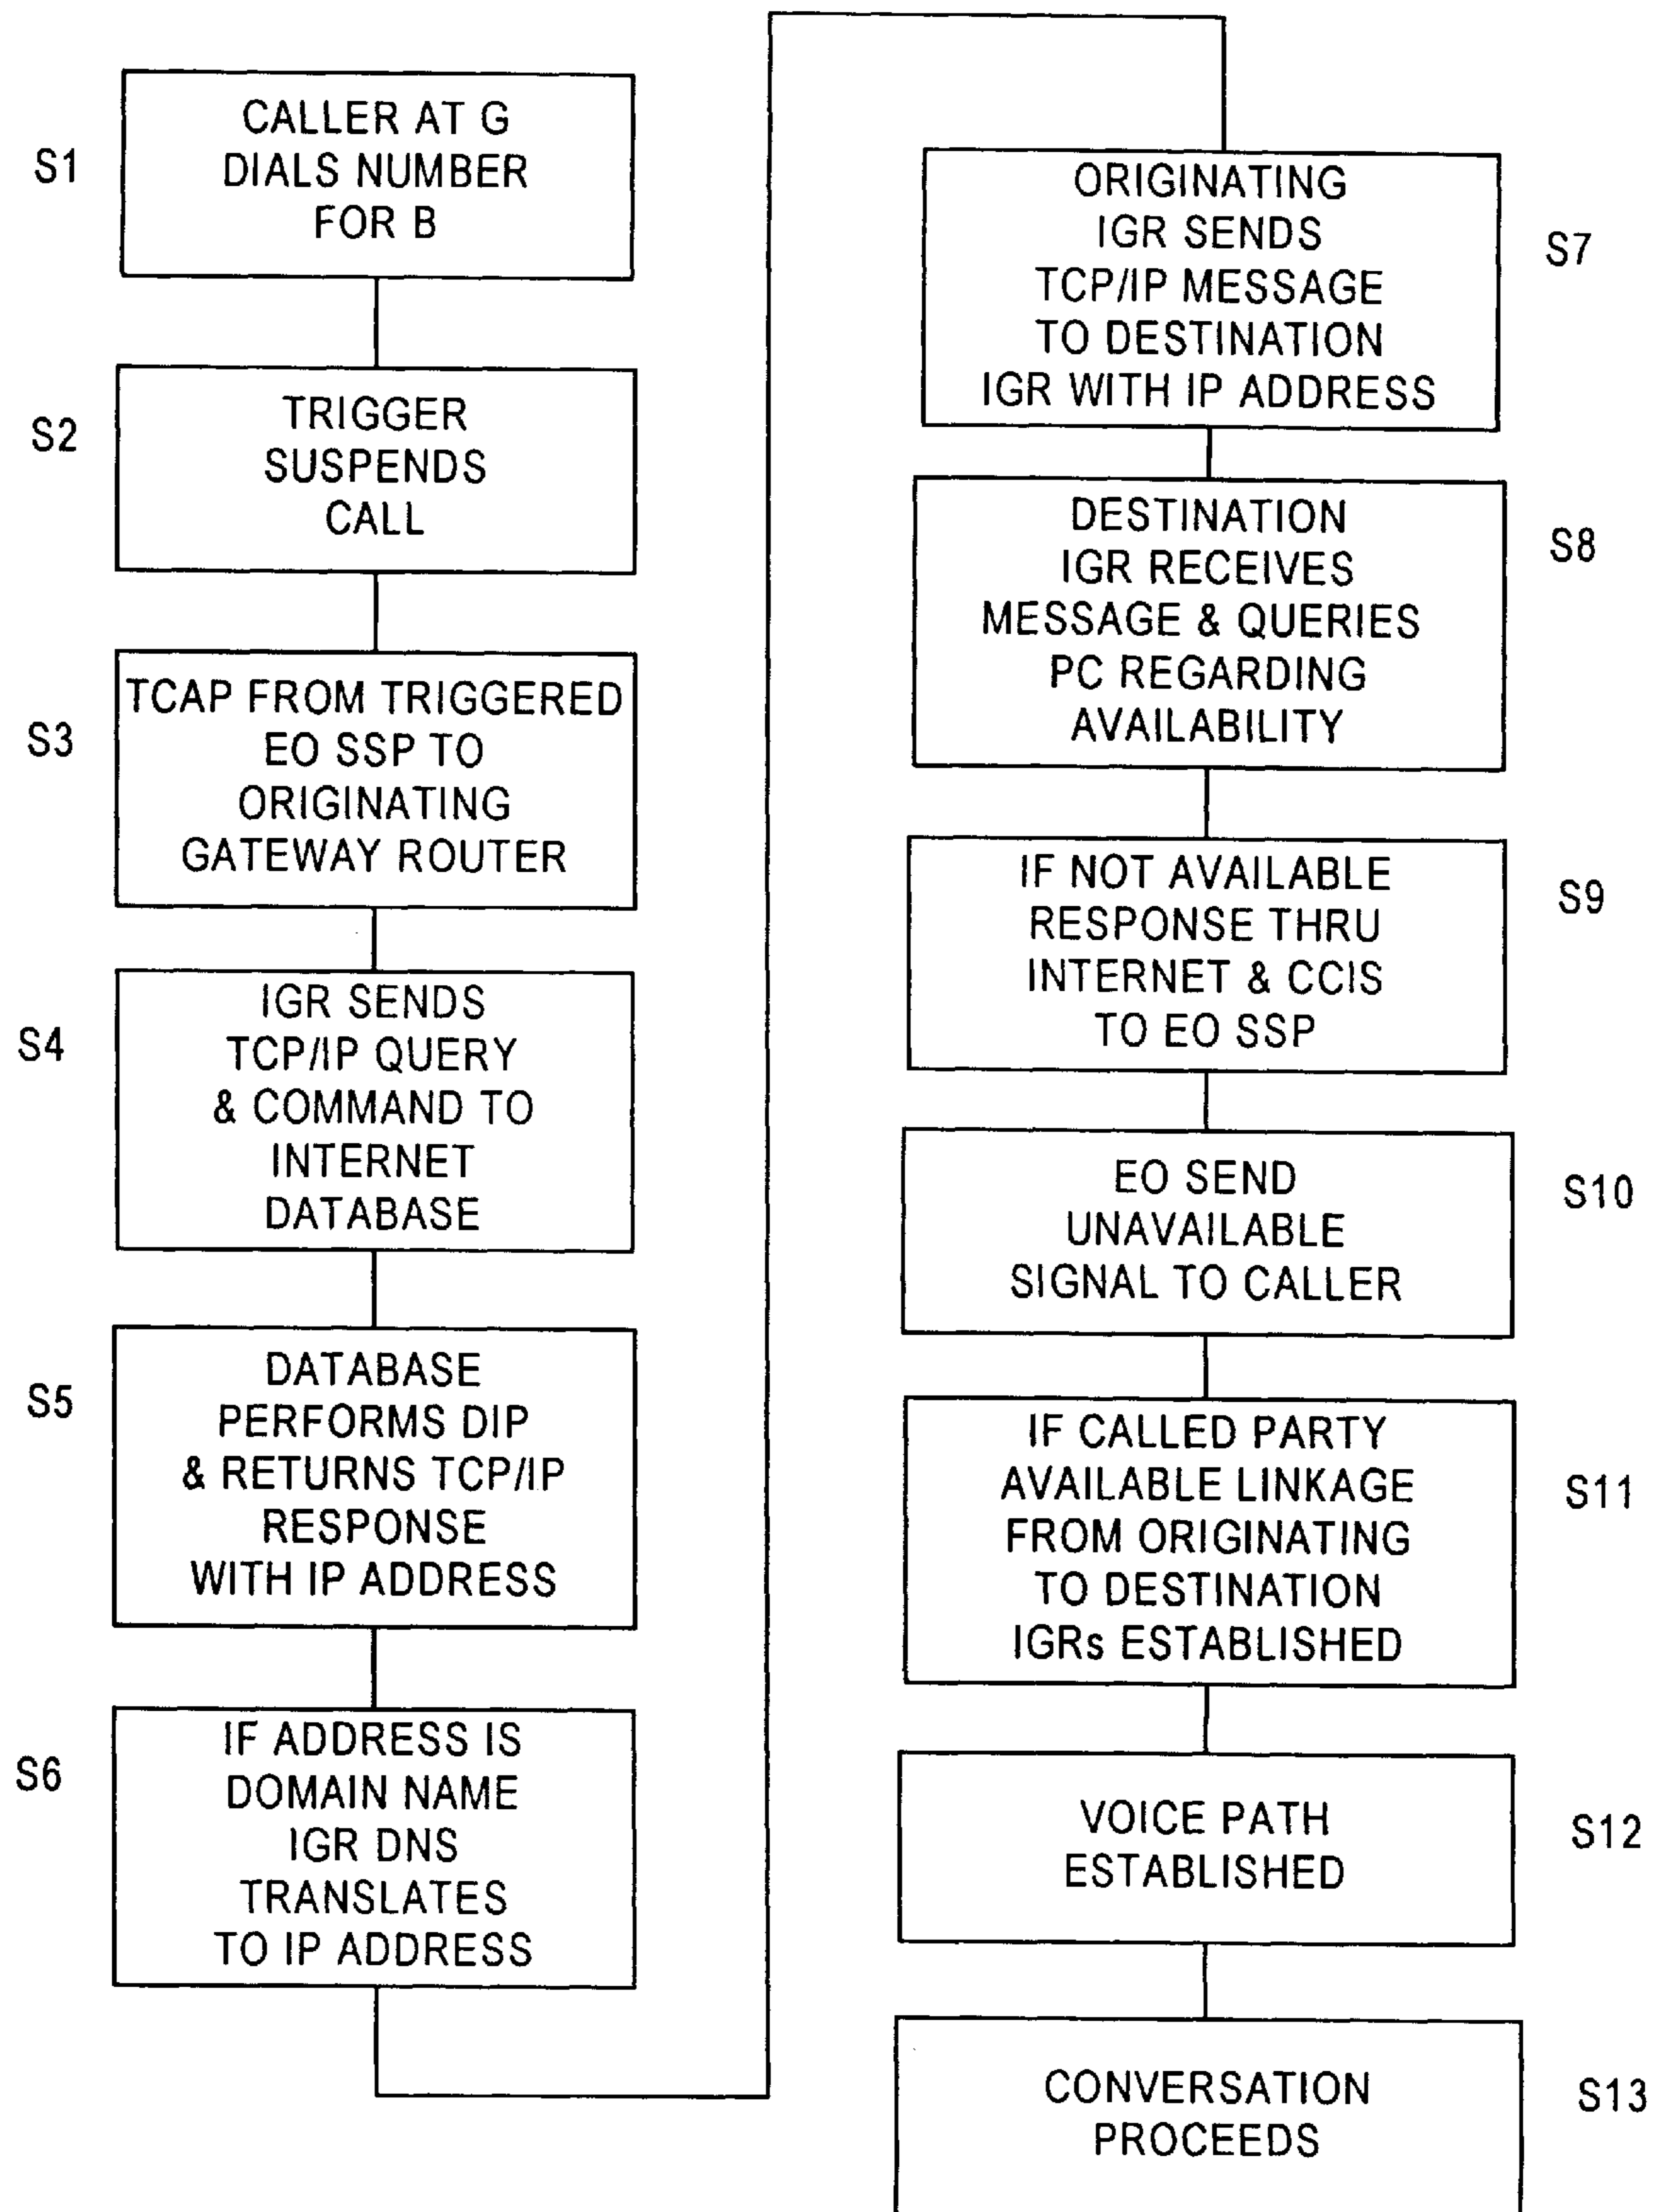 S1
CALLER AT G
DIALS NUMBER
FOR B
S2
TRIGGER
SUSPENDS
CALL
S3
TCAP FROM TRIGGERED
EO SSP TO
ORIGINATING
GATEWAY ROUTER
S4
IGR SENDS
TCP/IP QUERY
& COMMAND TO
INTERNET
DATABASE
S5
DATABASE
PERFORMS DIP
& RETURNS TCP/IP
RESPONSE
WITH IP ADDRESS
S6
IF ADDRESS IS
DOMAIN NAME
IGR DNS
TRANSLATES
TO IP ADDRESS
ORIGINATING
IGR SENDS
TCP/IP MESSAGE
TO DESTINATION
IGR WITH IP ADDRESS
S7
DESTINATION
IGR RECEIVES
MESSAGE & QUERIES
PC REGARDING
AVAILABILITY
S8
IF NOT AVAILABLE
RESPONSE THRU
INTERNET & CCIS
TO EO SSP
S9
EO SEND
UNAVAILABLE
SIGNAL TO CALLER
S10
IF CALLED PARTY
AVAILABLE LINKAGE
FROM ORIGINATING
TO DESTINATION
IGRs ESTABLISHED
S11
VOICE PATH
ESTABLISHED
S12
CONVERSATION
PROCEEDS
S13